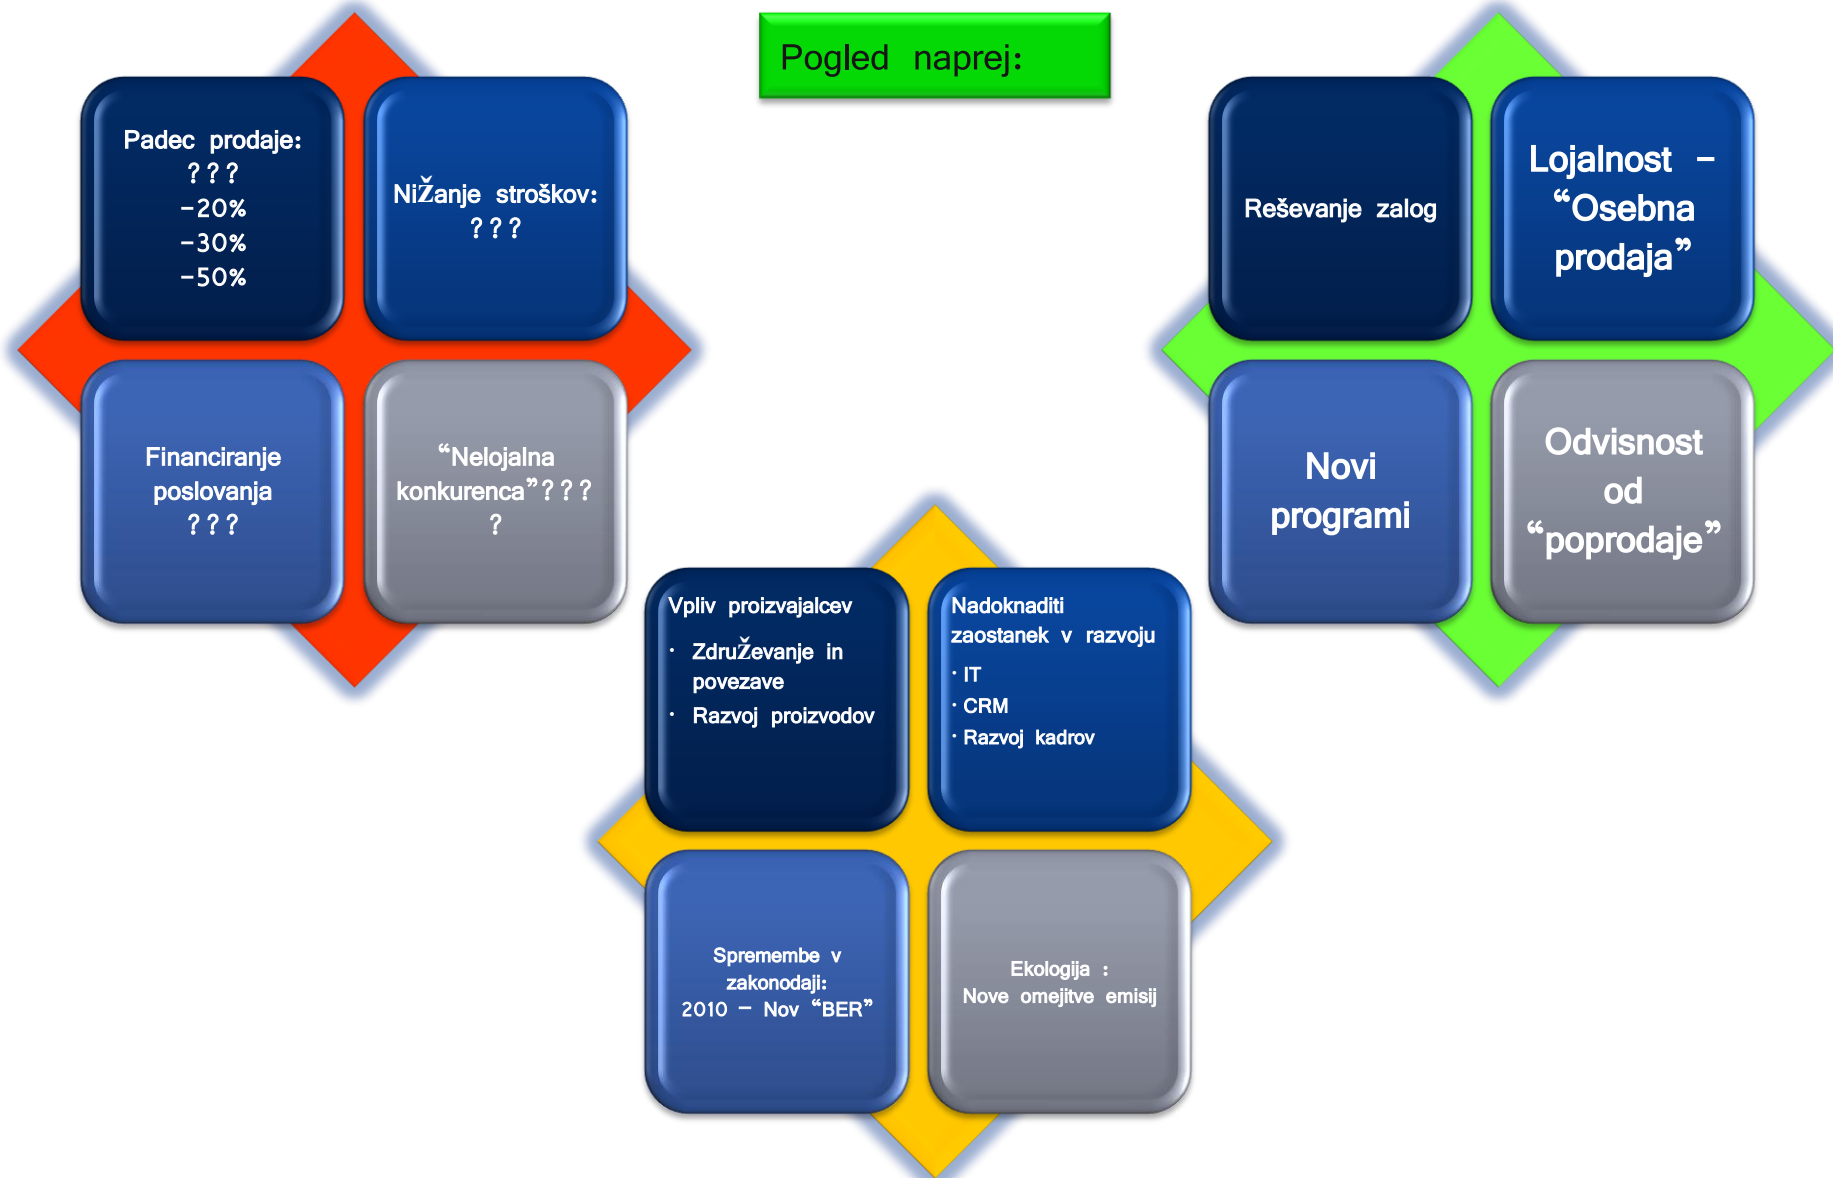 Pogled naprej:
Padec prodaje:
???
-20%
-30%
-50%
NiŽanje stroškov:
???
Financiranje
poslovanja
???
“Nelojalna
konkurenca”???
?
Reševanje zalog
Lojalnost -
“Osebna
prodaja”
Novi
programi
Odvisnost
od
“poprodaje”
Vpliv proizvajalcev
· ZdruŽevanje in
povezave
· Razvoj proizvodov
Nadoknaditi
zaostanek v razvoju
· IT
· CRM
· Razvoj kadrov
Spremembe v
zakonodaji:
2010 - Nov “BER”
Ekologija :
Nove omejitve emisij